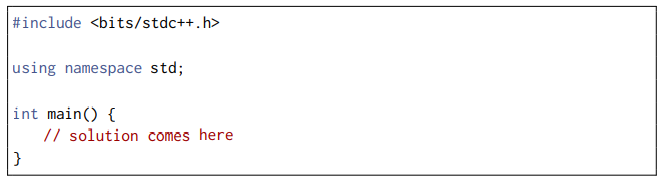 #include <bits/stdc++.h>
using namespace std;
int main() {
// solution comes here
}